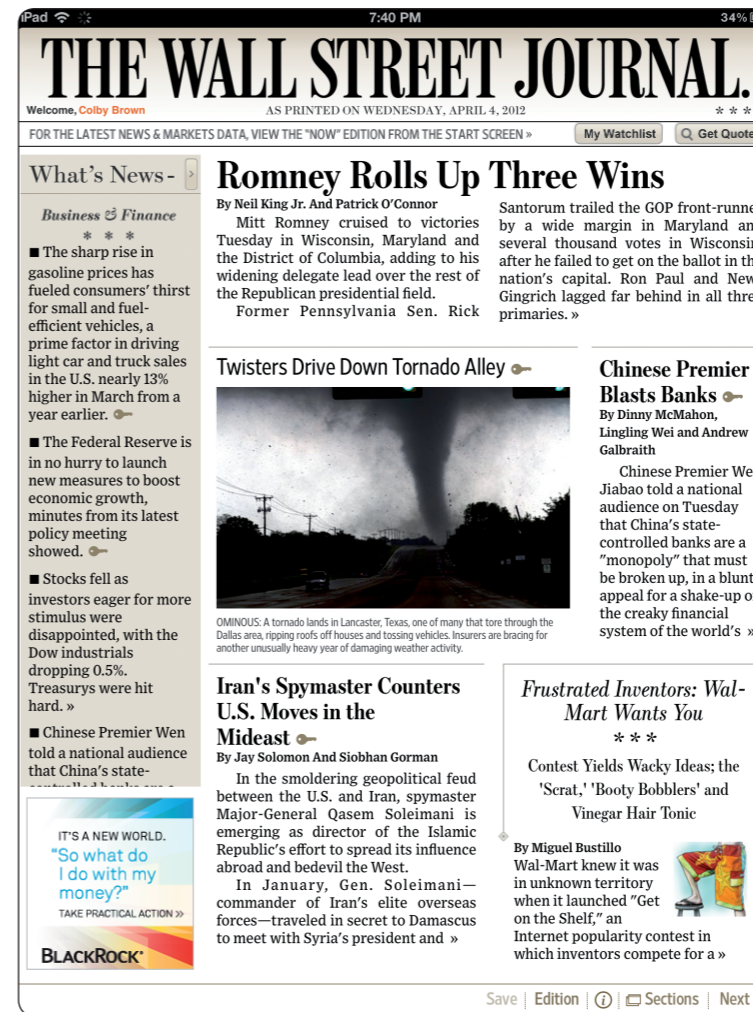 iPad 7:40 PM 34%
THE WALL STREET JOURNAL.
Welcome, Colby Brown
AS PRINTED ON WEDNESDAY, APRIL 4, 2012
* * *
FOR THE LATEST NEWS & MARKETS DATA, VIEW THE "NOW" EDITION FROM THE START SCREEN »
My Watchlist
Get Quote
What's News -
Business & Finance
* * *
■ The sharp rise in
gasoline prices has
fueled consumers' thirst
for small and fuel-
efficient vehicles, a
prime factor in driving
light car and truck sales
in the U.S. nearly 13%
higher in March from a
year earlier.
■ The Federal Reserve is
in no hurry to launch
new measures to boost
economic growth,
minutes from its latest
policy meeting
showed.
■ Stocks fell as
investors eager for more
stimulus were
disappointed, with the
Dow industrials
dropping 0.5%.
Treasurys were hit
hard. »
■ Chinese Premier Wen
told a national audience
that China's state-
IT'S A NEW WORLD.
"So what do
I do with my
money?"
TAKE PRACTICAL ACTION »
BLACKROCK
Romney Rolls Up Three Wins
By Neil King Jr. And Patrick O'Connor
Mitt Romney cruised to victories
Tuesday in Wisconsin, Maryland and
the District of Columbia, adding to his
widening delegate lead over the rest of
the Republican presidential field.
Former Pennsylvania Sen. Rick
Santorum trailed the GOP front-runne
by a wide margin in Maryland an
several thousand votes in Wisconsi
after he failed to get on the ballot in th
nation's capital. Ron Paul and New
Gingrich lagged far behind in all thre
primaries. »
Twisters Drive Down Tornado Alley
OMINOUS: A tornado lands in Lancaster, Texas, one of many that tore through the
Dallas area, ripping roofs off houses and tossing vehicles. Insurers are bracing for
another unusually heavy year of damaging weather activity.
Chinese Premier
Blasts Banks
By Dinny McMahon,
Lingling Wei and Andrew
Galbraith
Chinese Premier We
Jiabao told a national
audience on Tuesday
that China's state-
controlled banks are a
"monopoly" that must
be broken up, in a blunt
appeal for a shake-up o
the creaky financial
system of the world's »
Iran's Spymaster Counters
U.S. Moves in the
Mideast
By Jay Solomon And Siobhan Gorman
In the smoldering geopolitical feud
between the U.S. and Iran, spymaster
Major-General Qasem Soleimani is
emerging as director of the Islamic
Republic's effort to spread its influence
abroad and bedevil the West.
In January, Gen. Soleimani—
commander of Iran's elite overseas
forces—traveled in secret to Damascus
to meet with Syria's president and »
Frustrated Inventors: Wal-
Mart Wants You
* * *
Contest Yields Wacky Ideas; the
'Scrat,' 'Booty Bobblers' and
Vinegar Hair Tonic
By Miguel Bustillo
Wal-Mart knew it was
in unknown territory
when it launched "Get
on the Shelf," an
Internet popularity contest in
which inventors compete for a »
Save Edition Sections Next